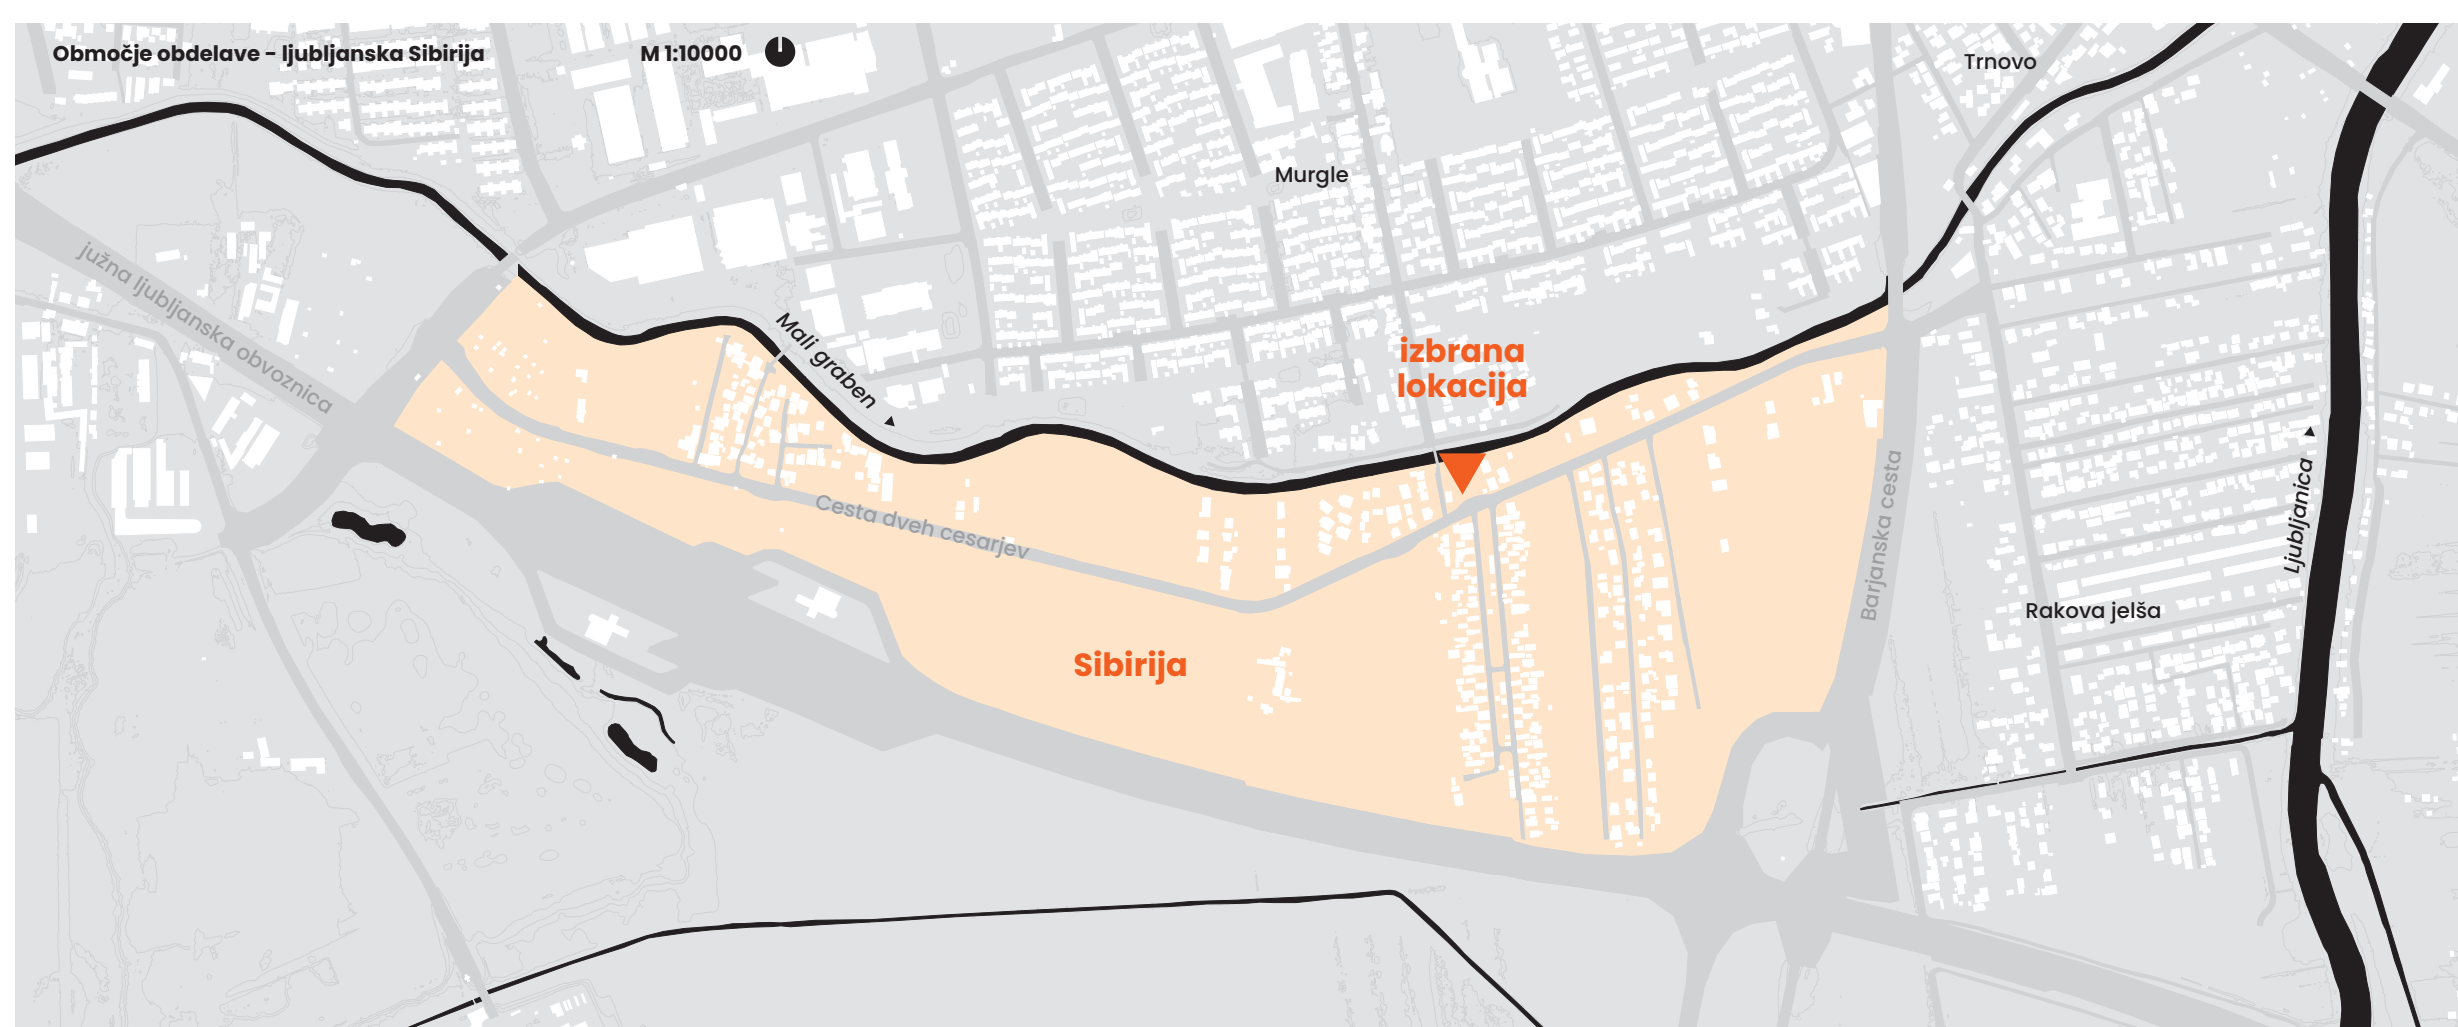 Območje obdelave - ljubljanska Sibirija
M 1:10000
Trnovo
Murgle
južna ljubljanska obvoznica
Mali graben
izbrana
lokacija
Cesta dveh cesarjev
Barjanska cesta
Ljubljanica
Rakova jelša
Sibirija